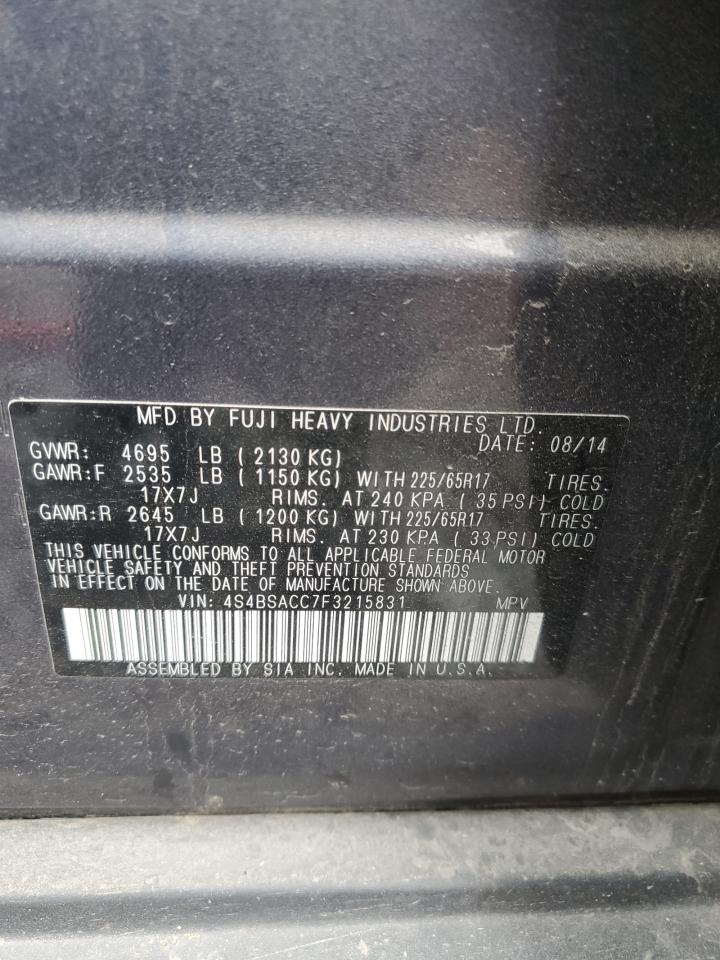 MFD BY FUJI HEAVY INDUSTRIES LTD.
DATE: 08/14
GVWR: 4695 LB ( 2130 KG)
GAWR:F 2535 LB ( 1150 KG) WITH 225/65R17 TIRES.
17X7J RIMS. AT 240 KPA ( 35 PSI) COLD
GAWR:R 2645 LB ( 1200 KG) WITH 225/65R17 TIRES.
17X7J RIMS. AT 230 KPA ( 33 PSI) COLD
THIS VEHICLE CONFORMS TO ALL APPLICABLE FEDERAL MOTOR
VEHICLE SAFETY AND THEFT PREVENTION STANDARDS
IN EFFECT ON THE DATE OF MANUFACTURE SHOWN ABOVE.
VIN: 4S4BSACC7F3215831 MPV
ASSEMBLED BY SIA INC. MADE IN U.S.A.